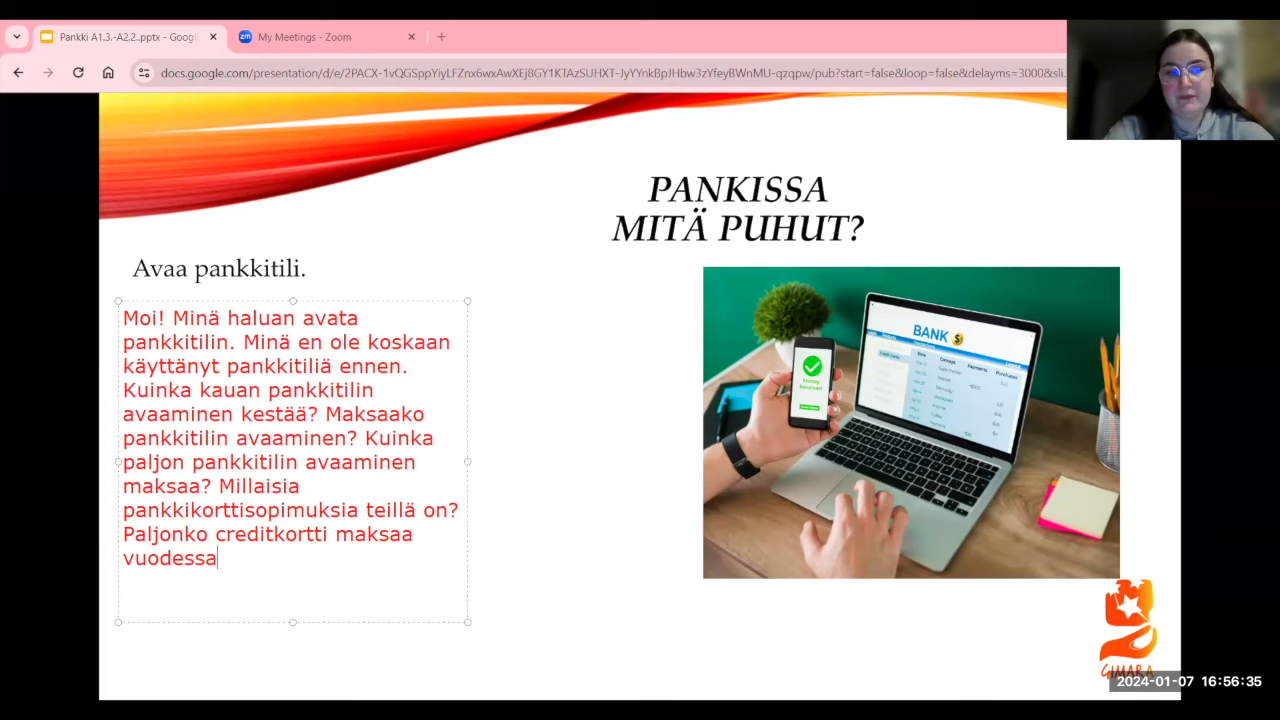 Pankki A1.3.-A2.2..pptx - Goog
My Meetings - Zoom
docs.google.com/presentation/d/e/2PACX-1vQGSppYiyLFZnx6wxAwXEj8GY1KTAzSUHXT-JyYYnkBpJHbw3zYfeyBWnMU-qzqpw/pub?start=false&loop=false&delayms=3000&sli
PANKISSA
MITÄ PUHUT?
Avaa pankkitili.
Moi! Minä haluan avata
pankkitilin. Minä en ole koskaan
käyttänyt pankkitiliä ennen.
Kuinka kauan pankkitilin
avaaminen kestää? Maksaako
pankkitilin avaaminen? Kuinka
paljon pankkitilin avaaminen
maksaa? Millaisia
pankkikorttisopimuksia teillä on?
Paljonko creditkortti maksaa
vuodessa
BANK
Money
Received
GIMARA
2024-01-07 16:56:35